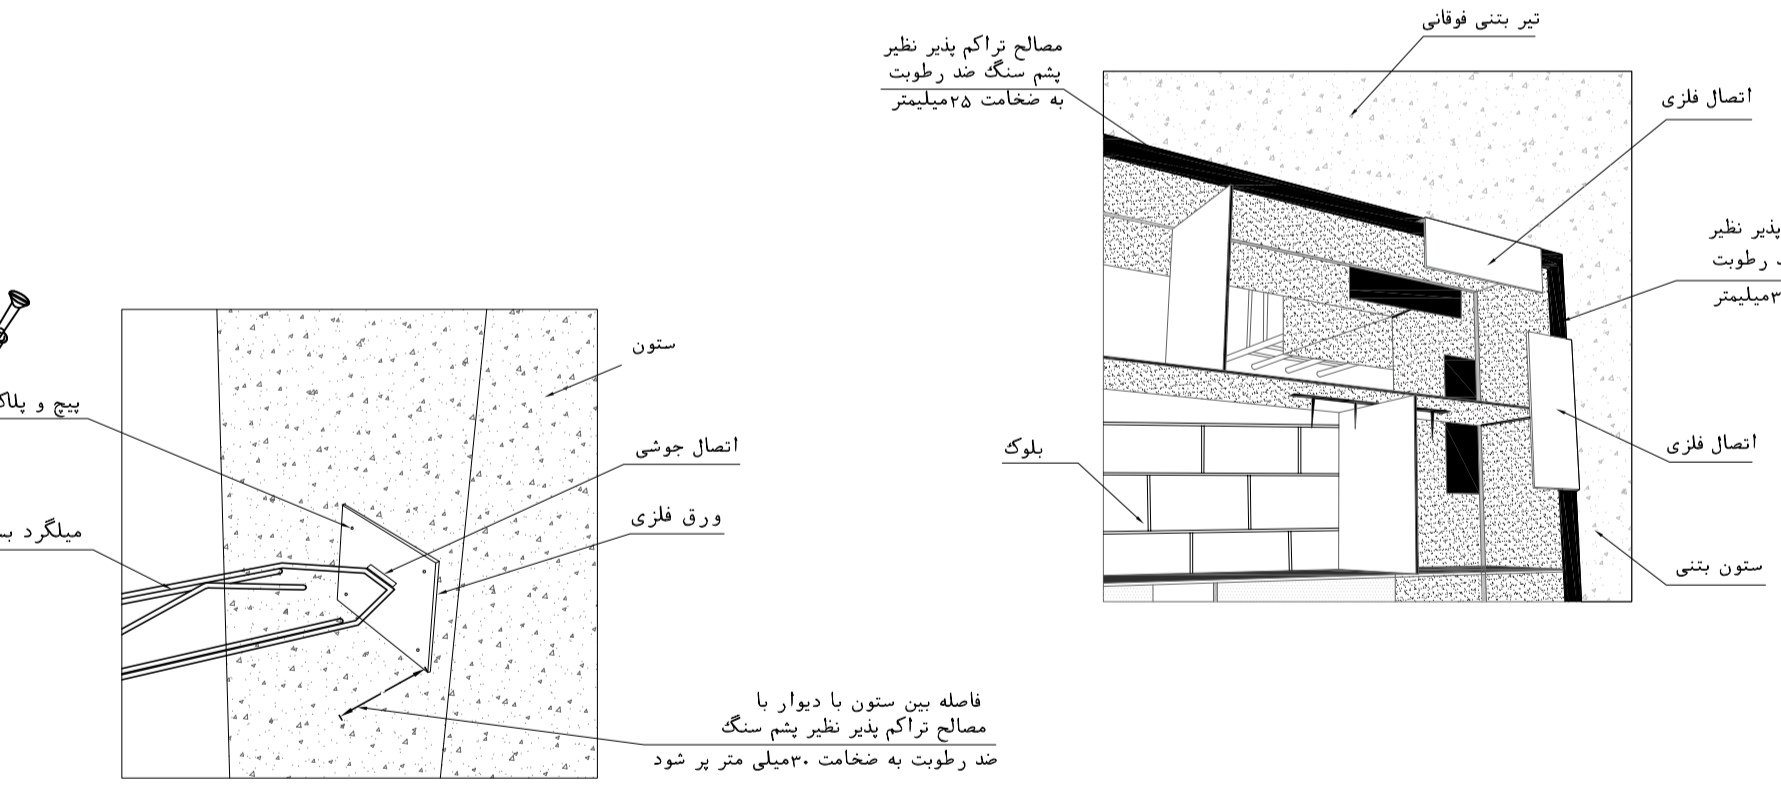 تیر بتنی فوقانی
مصالح تراکم پذیر نظیر
پشم سنگ ضد رطوبت
به ضخامت ۲۵میلیمتر
اتصال فلزی
پذیر نظیر
رطوبت
میلیمتر
اتصال فلزی
بلوک
ستون بتنی
ستون
پیچ و
اتصال جوشی
ورق فلزی
میلگرد
فاصله بین ستون با دیوار با
مصالح تراکم پذیر نظیر پشم سنگ
ضد رطوبت به ضخامت ۳۰میلی متر پر شود